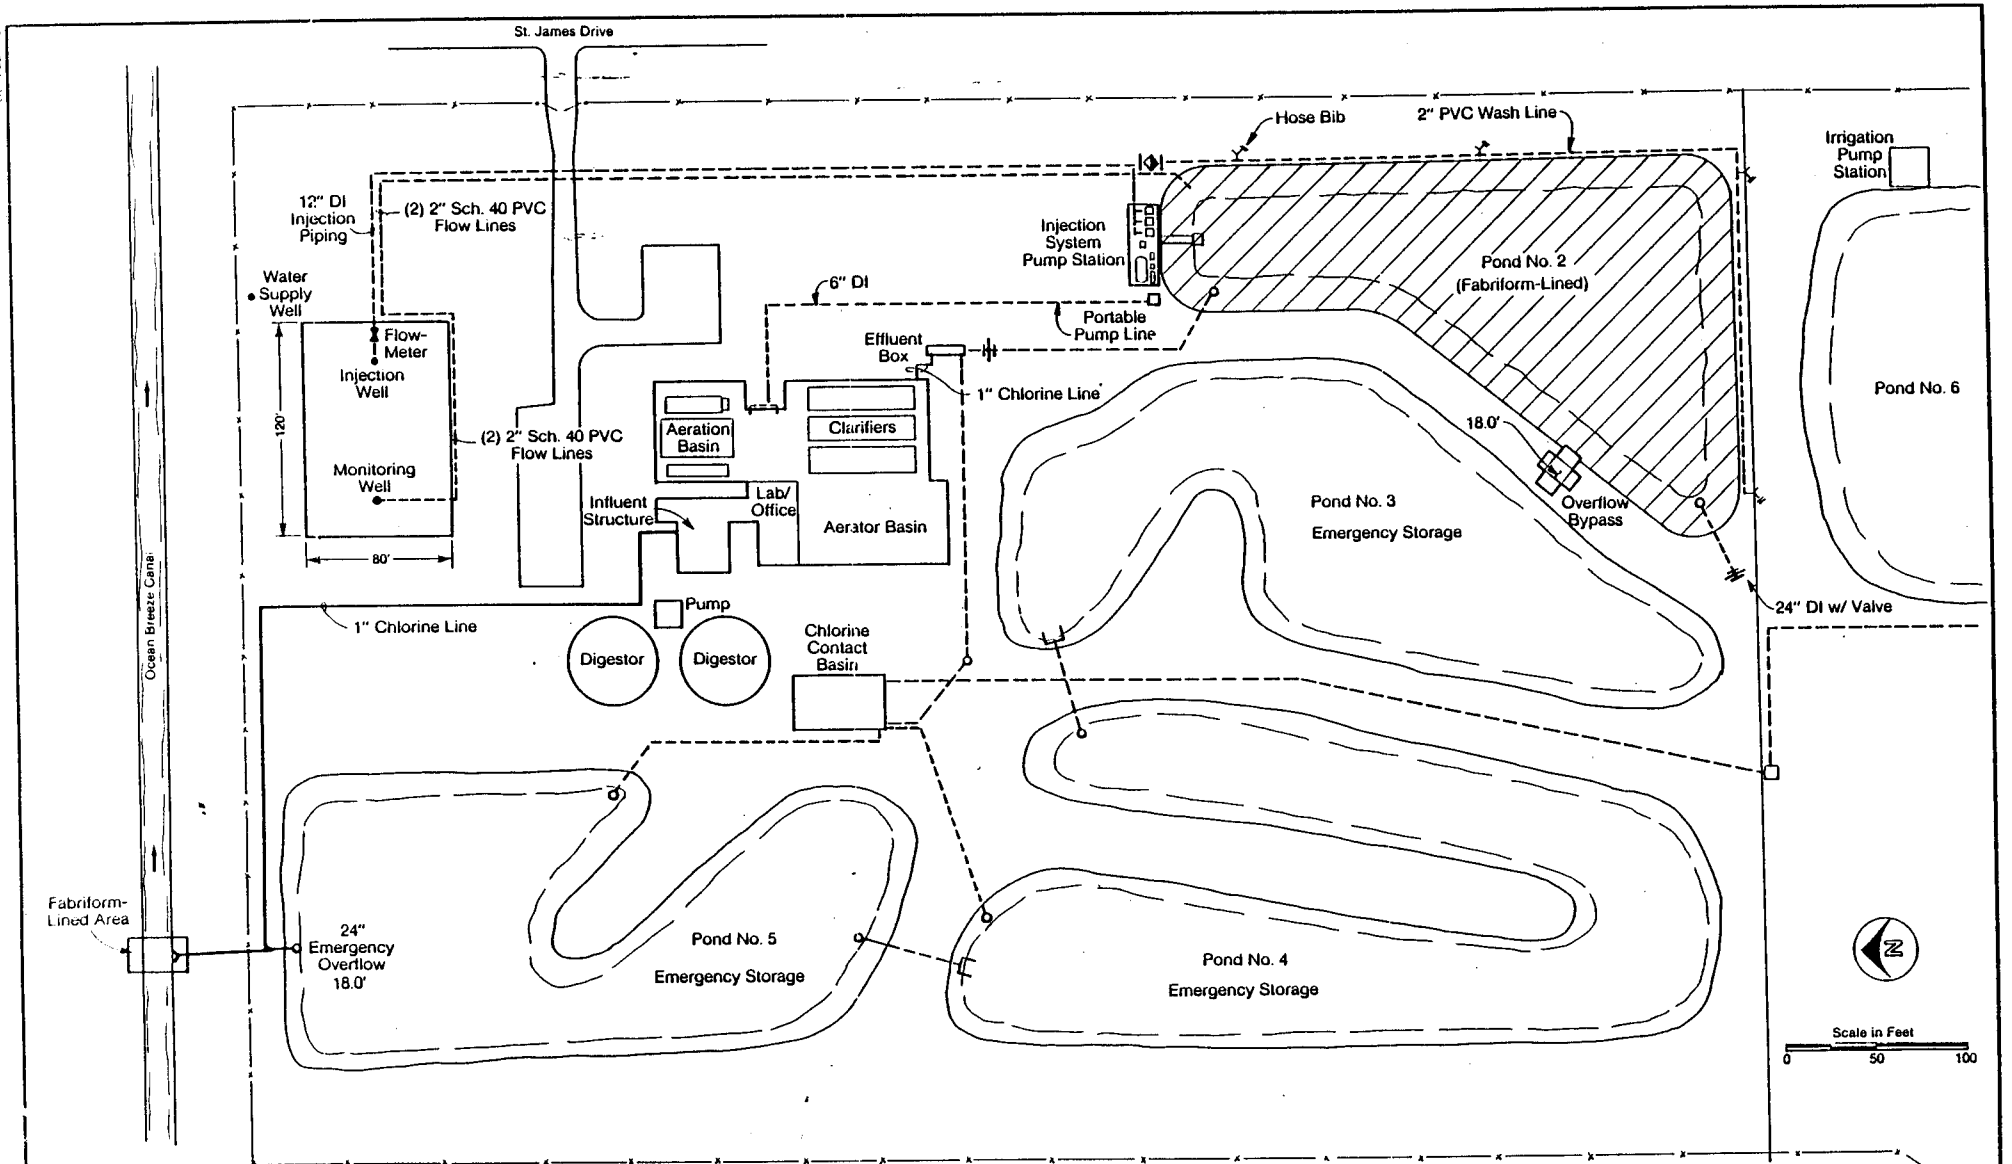 St. James Drive
Hose Bib
2" PVC Wash Line
Irrigation
Pump
Station
12" DI
Injection
Piping
(2) 2" Sch. 40 PVC
Flow Lines
Injection
System
Pump Station
Pond No. 2
(Fabriform-Lined)
Water
Supply
Well
6" DI
Portable
Pump Line
Flow-
Meter
Effluent
Box
Injection
Well
1" Chlorine Line
Pond No. 6
120'
Aeration
Basin
Clarifiers
18.0'
(2) 2" Sch. 40 PVC
Flow Lines
Monitoring
Well
Influent
Structure
Lab/
Office
Aerator Basin
Pond No. 3
Emergency Storage
Overflow
Bypass
80'
Ocean Breeze Canal
1" Chlorine Line
Pump
24" DI w/ Valve
Digestor
Digestor
Chlorine
Contact
Basin
Fabriform-
Lined Area
24"
Emergency
Overflow
18.0'
Pond No. 5
Emergency Storage
Pond No. 4
Emergency Storage
N
Scale in Feet
0 50 100